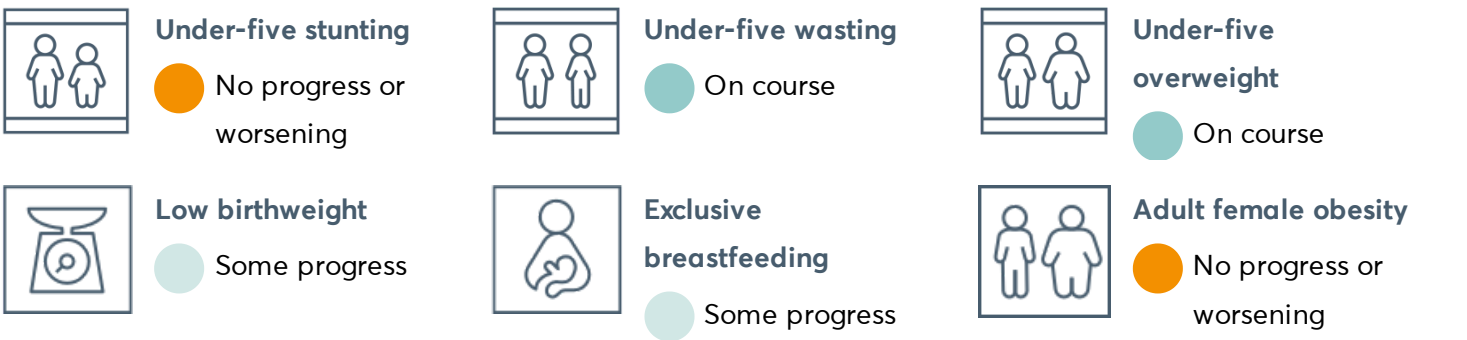 Under-five stunting
No progress or
worsening
Under-five wasting
On course
Under-five
overweight
On course
Low birthweight
Some progress
Exclusive
breastfeeding
Some progress
Adult female obesity
No progress or
worsening